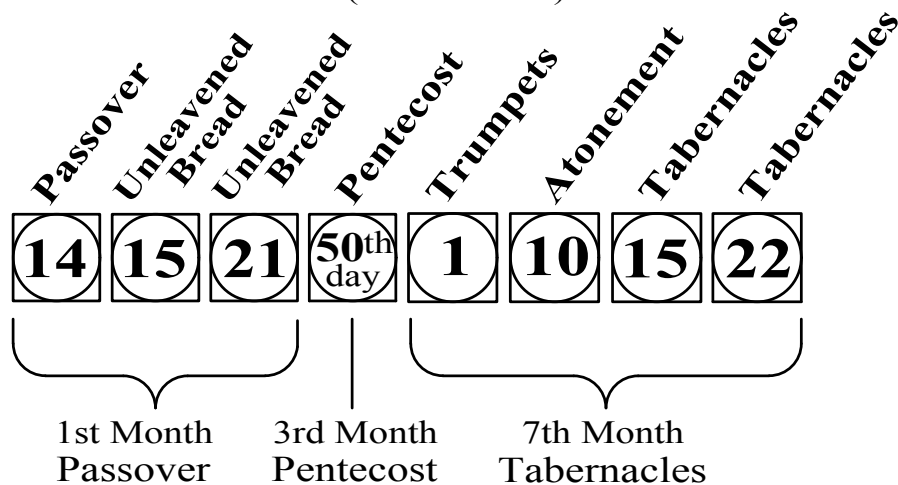 Passover
Unleavened
Bread
Unleavened
Bread
Pentecost
Trumpets
Atonement
Tabernacles
Tabernacles
14
15
21
50th
day
1
10
15
22
1st Month
Passover
3rd Month
Pentecost
7th Month
Tabernacles